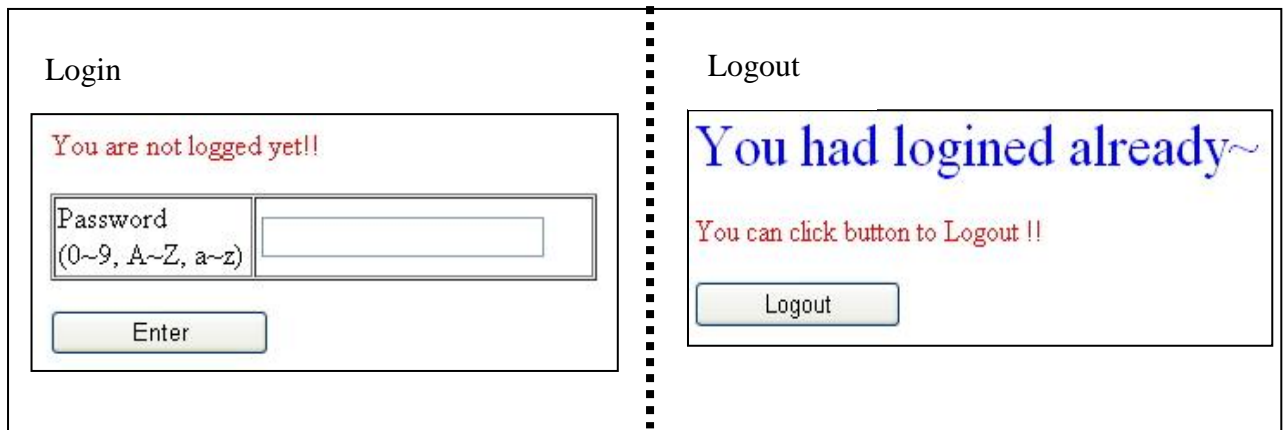 Login
You are not logged yet!!
Password
(0~9, A~Z, a~z)
Enter
Logout
You had logined already~
You can click button to Logout !!
Logout